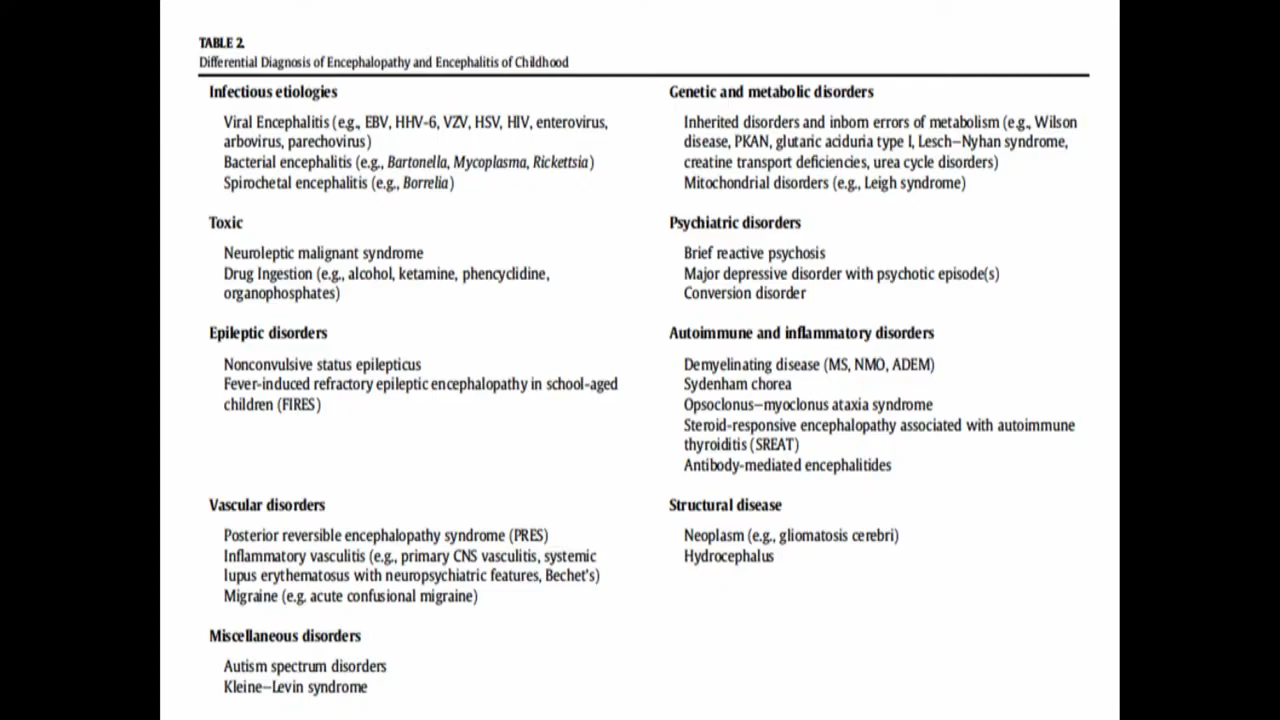 TABLE 2.
Differential Diagnosis of Encephalopathy and Encephalitis of Childhood
Infectious etiologies
Viral Encephalitis (e.g., EBV, HHV-6, VZV, HSV, HIV, enterovirus,
arbovirus, parechovirus)
Bacterial encephalitis (e.g., Bartonella, Mycoplasma, Rickettsia)
Spirochetal encephalitis (e.g., Borrelia)
Genetic and metabolic disorders
Inherited disorders and inborn errors of metabolism (e.g., Wilson
disease, PKAN, glutaric aciduria type I, Lesch–Nyhan syndrome,
creatine transport deficiencies, urea cycle disorders)
Mitochondrial disorders (e.g., Leigh syndrome)
Toxic
Neuroleptic malignant syndrome
Drug Ingestion (e.g., alcohol, ketamine, phencyclidine,
organophosphates)
Psychiatric disorders
Brief reactive psychosis
Major depressive disorder with psychotic episode(s)
Conversion disorder
Epileptic disorders
Nonconvulsive status epilepticus
Fever-induced refractory epileptic encephalopathy in school-aged
children (FIRES)
Autoimmune and inflammatory disorders
Demyelinating disease (MS, NMO, ADEM)
Sydenham chorea
Opsoclonus–myoclonus ataxia syndrome
Steroid-responsive encephalopathy associated with autoimmune
thyroiditis (SREAT)
Antibody-mediated encephalitides
Vascular disorders
Posterior reversible encephalopathy syndrome (PRES)
Inflammatory vasculitis (e.g., primary CNS vasculitis, systemic
lupus erythematosus with neuropsychiatric features, Bechet's)
Migraine (e.g. acute confusional migraine)
Structural disease
Neoplasm (e.g., gliomatosis cerebri)
Hydrocephalus
Miscellaneous disorders
Autism spectrum disorders
Kleine–Levin syndrome